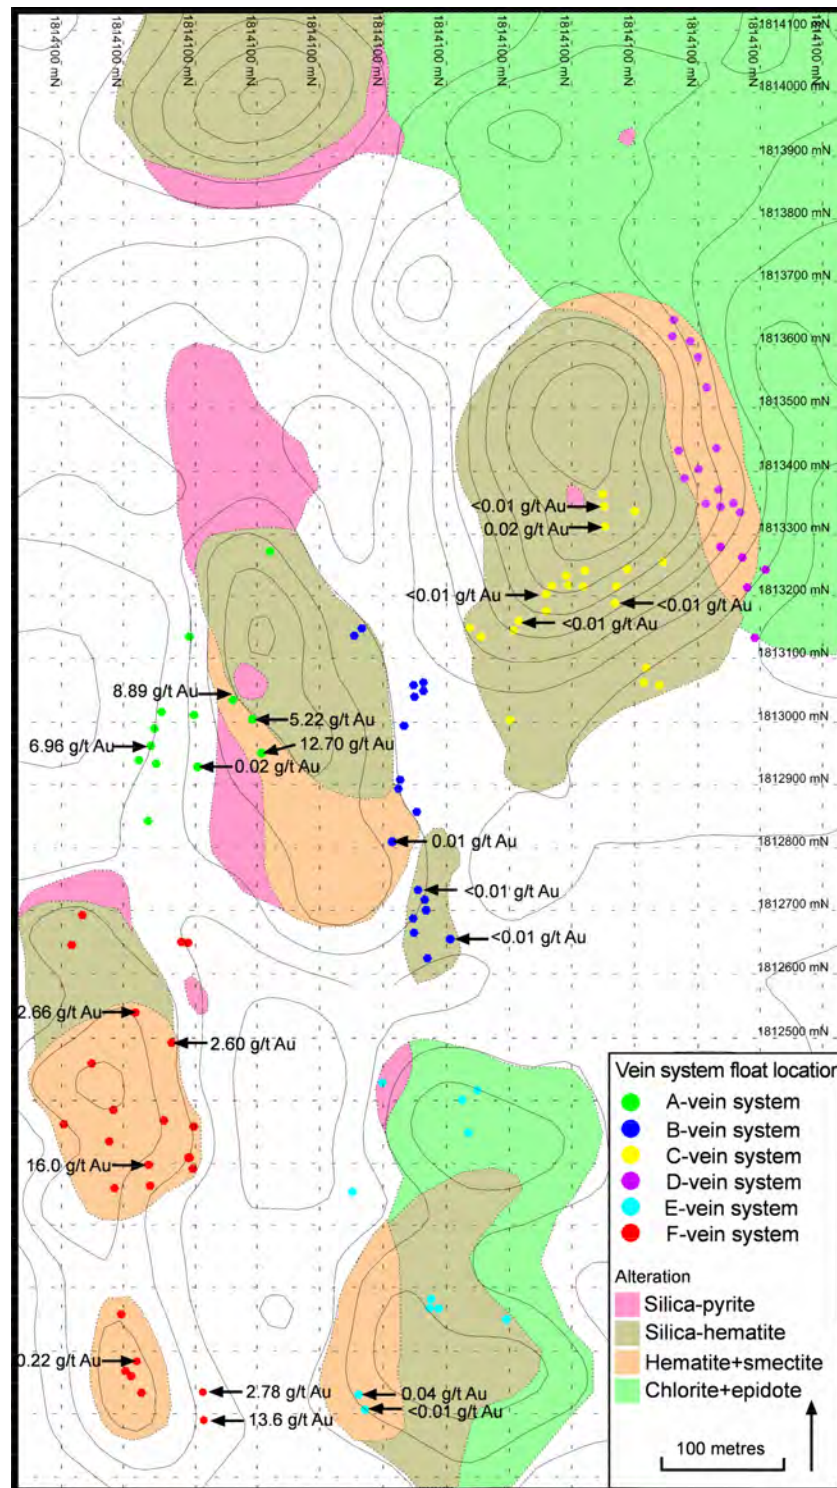 1814100 mN
1814100 mN
1814100 mN
1814100 mN
1814100 mN
1814100 mN
1814100 mN
1814100 mN
1814100 mN
1814100 mN
1814100 mN
1814100 mN
1814100 mN
1814000 mN
1813900 mN
1813800 mN
1813700 mN
1813600 mN
1813500 mN
1813400 mN
<0.01 g/t Au
0.02 g/t Au
1813300 mN
1813200 mN
<0.01 g/t Au
<0.01 g/t Au
<0.01 g/t Au
1813100 mN
8.89 g/t Au
5.22 g/t Au
1813000 mN
6.96 g/t Au
12.70 g/t Au
0.02 g/t Au
1812900 mN
0.01 g/t Au
1812800 mN
<0.01 g/t Au
1812700 mN
<0.01 g/t Au
1812600 mN
2.66 g/t Au
2.60 g/t Au
1812500 mN
16.0 g/t Au
0.22 g/t Au
2.78 g/t Au
13.6 g/t Au
0.04 g/t Au
<0.01 g/t Au
Vein system float location
A-vein system
B-vein system
C-vein system
D-vein system
E-vein system
F-vein system
Alteration
Silica-pyrite
Silica-hematite
Hematite+smectite
Chlorite+epidote
100 metres